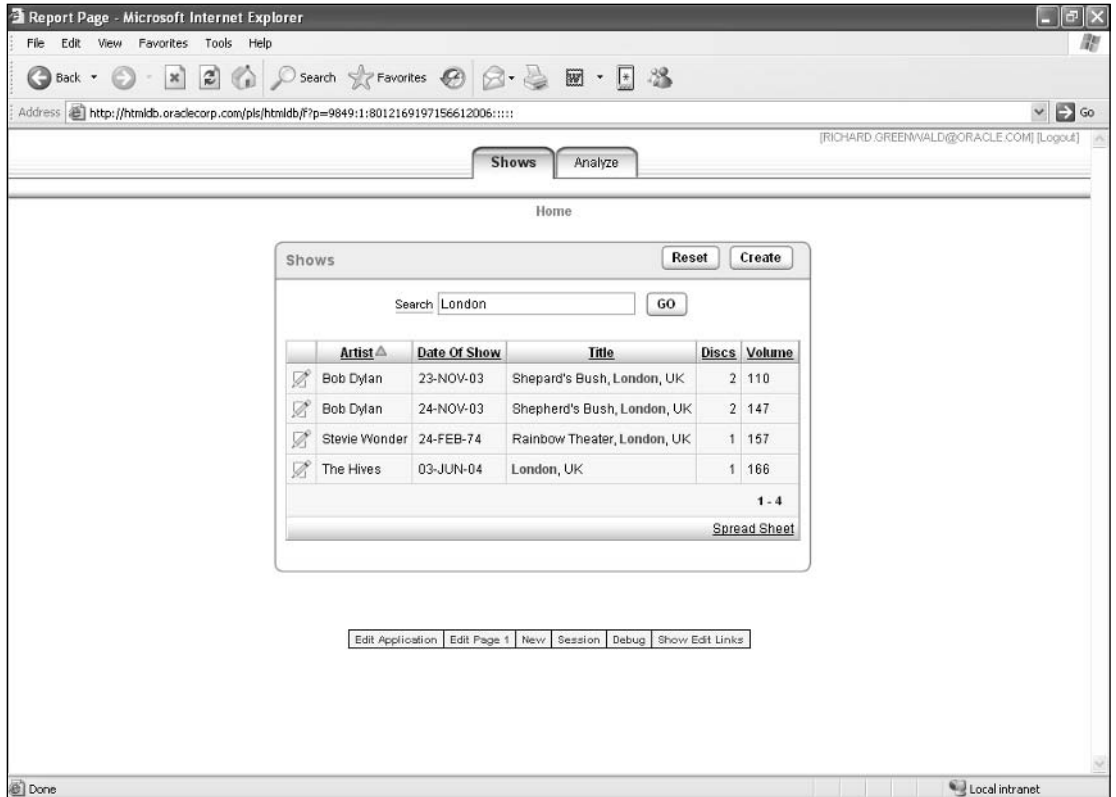 Report Page - Microsoft Internet Explorer
File Edit View Favorites Tools Help
Back Search Favorites
Address http://htmldb.oraclecorp.com/pls/htmldb/f?p=9849:1:8012169197156612006::::: Go
[RICHARD.GREENWALD@ORACLE.COM] [Logout]
Shows Analyze
Home
Shows Reset Create
Search London GO
Artist Date Of Show Title Discs Volume
Bob Dylan 23-NOV-03 Shepard's Bush, London, UK 2 110
Bob Dylan 24-NOV-03 Shepherd's Bush, London, UK 2 147
Stevie Wonder 24-FEB-74 Rainbow Theater, London, UK 1 157
The Hives 03-JUN-04 London, UK 1 166
1 - 4
Spread Sheet
Edit Application Edit Page 1 New Session Debug Show Edit Links
Done Local intranet